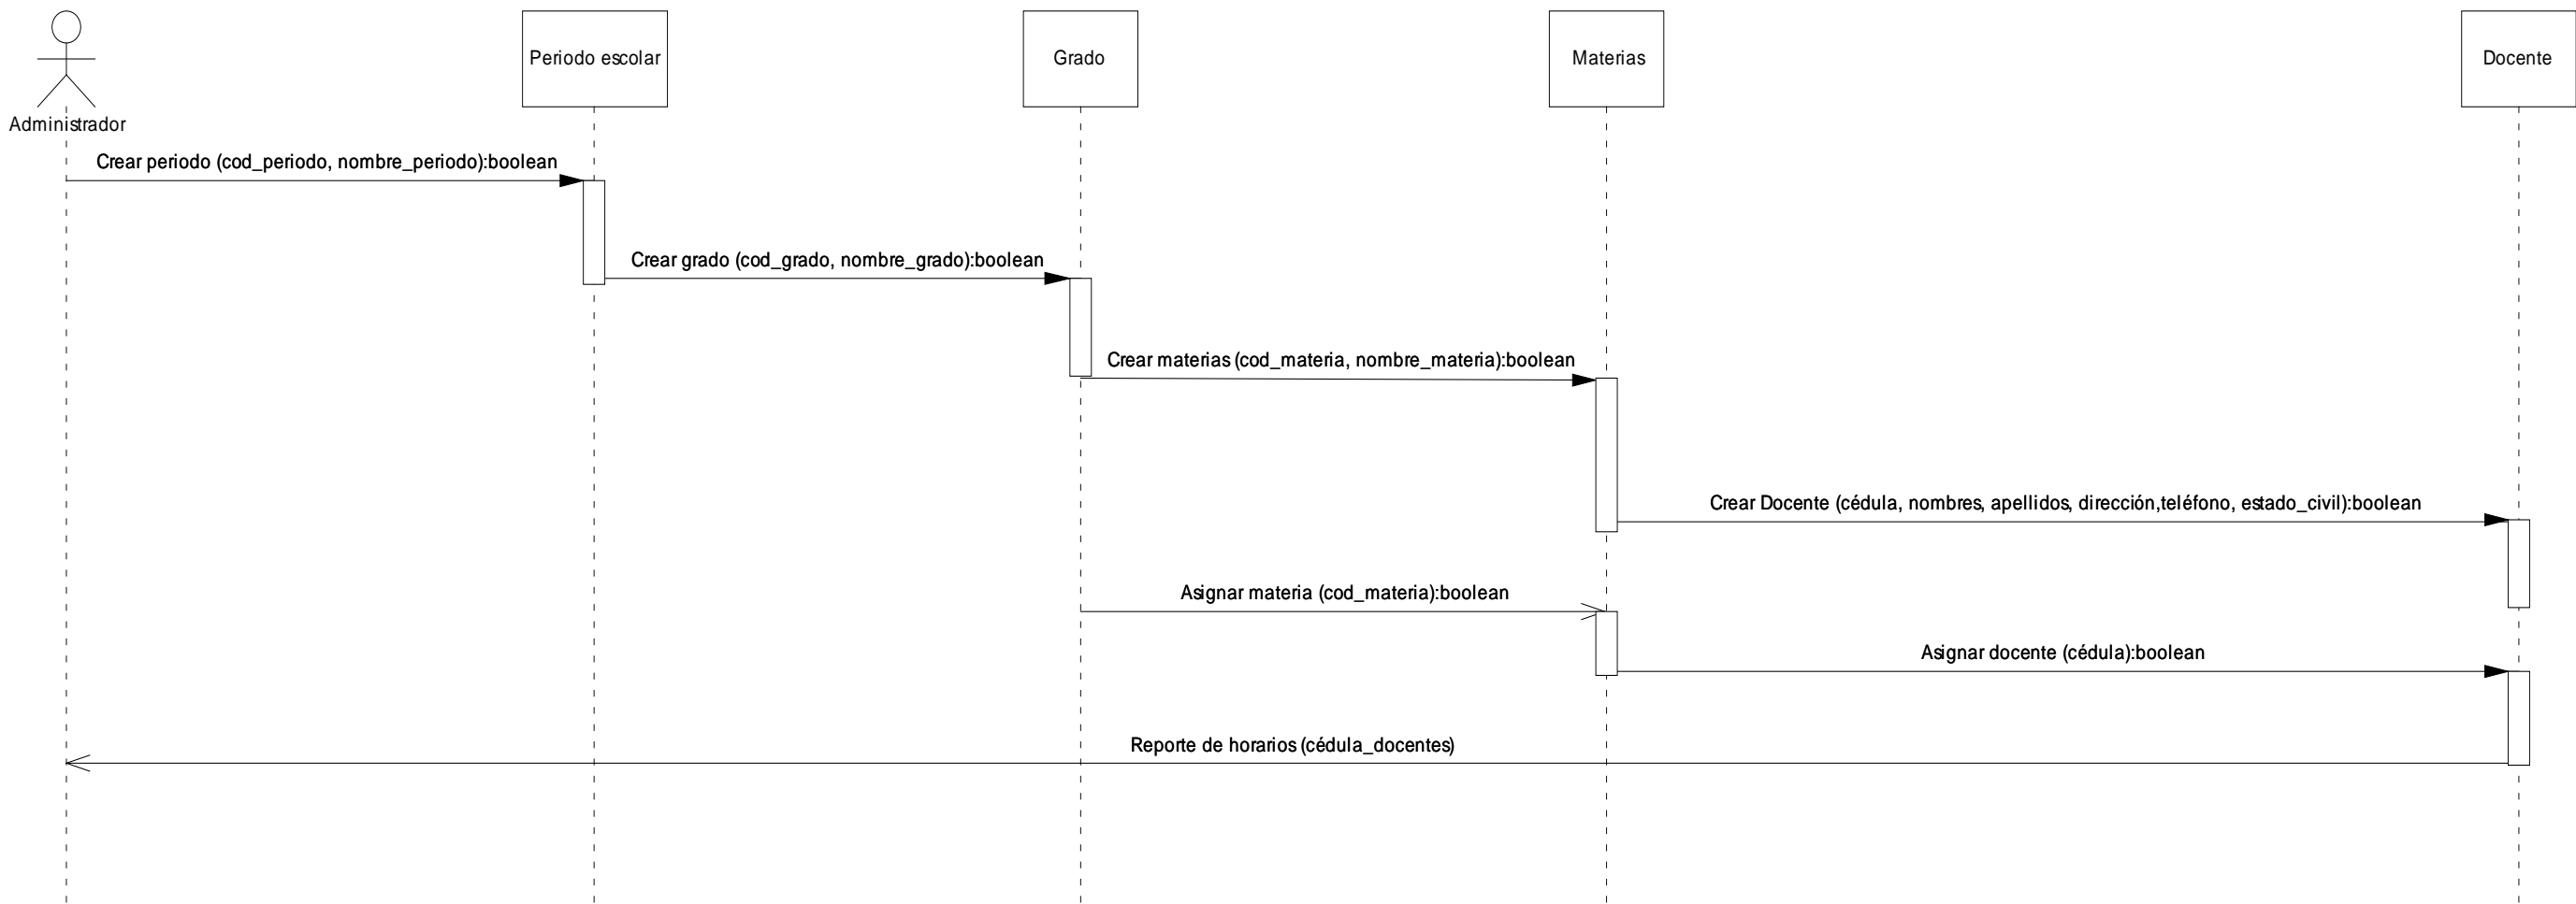 Periodo escolar
Grado
Materias
Docente
Administrador
Crear periodo (cod_periodo, nombre_periodo):boolean
Crear grado (cod_grado, nombre_grado):boolean
Crear materias (cod_materia, nombre_materia):boolean
Crear Docente (cédula, nombres, apellidos, dirección,teléfono, estado_civil):boolean
Asignar materia (cod_materia):boolean
Asignar docente (cédula):boolean
Reporte de horarios (cédula_docentes)